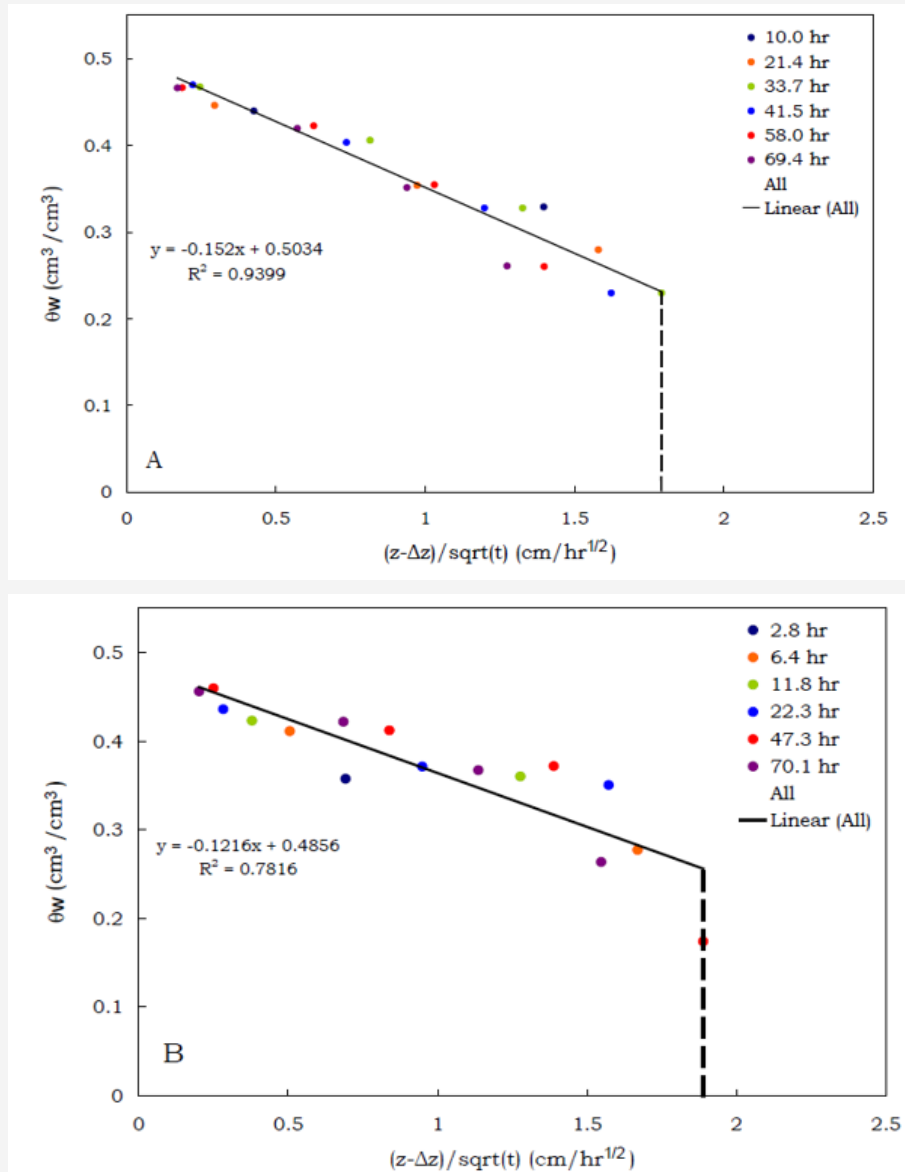 0.5
0.4
0.3
0.2
0.1
0
θw (cm³/cm³)
10.0 hr
21.4 hr
33.7 hr
41.5 hr
58.0 hr
69.4 hr
All
Linear (All)
y = -0.152x + 0.5034
R² = 0.9399
A
0 0.5 1 1.5 2 2.5
(z-Δz)/sqrt(t) (cm/hr^1/2)
0.5
0.4
0.3
0.2
0.1
0
θw (cm³/cm³)
2.8 hr
6.4 hr
11.8 hr
22.3 hr
47.3 hr
70.1 hr
All
Linear (All)
y = -0.1216x + 0.4856
R² = 0.7816
B
0 0.5 1 1.5 2 2.5
(z-Δz)/sqrt(t) (cm/hr^1/2)